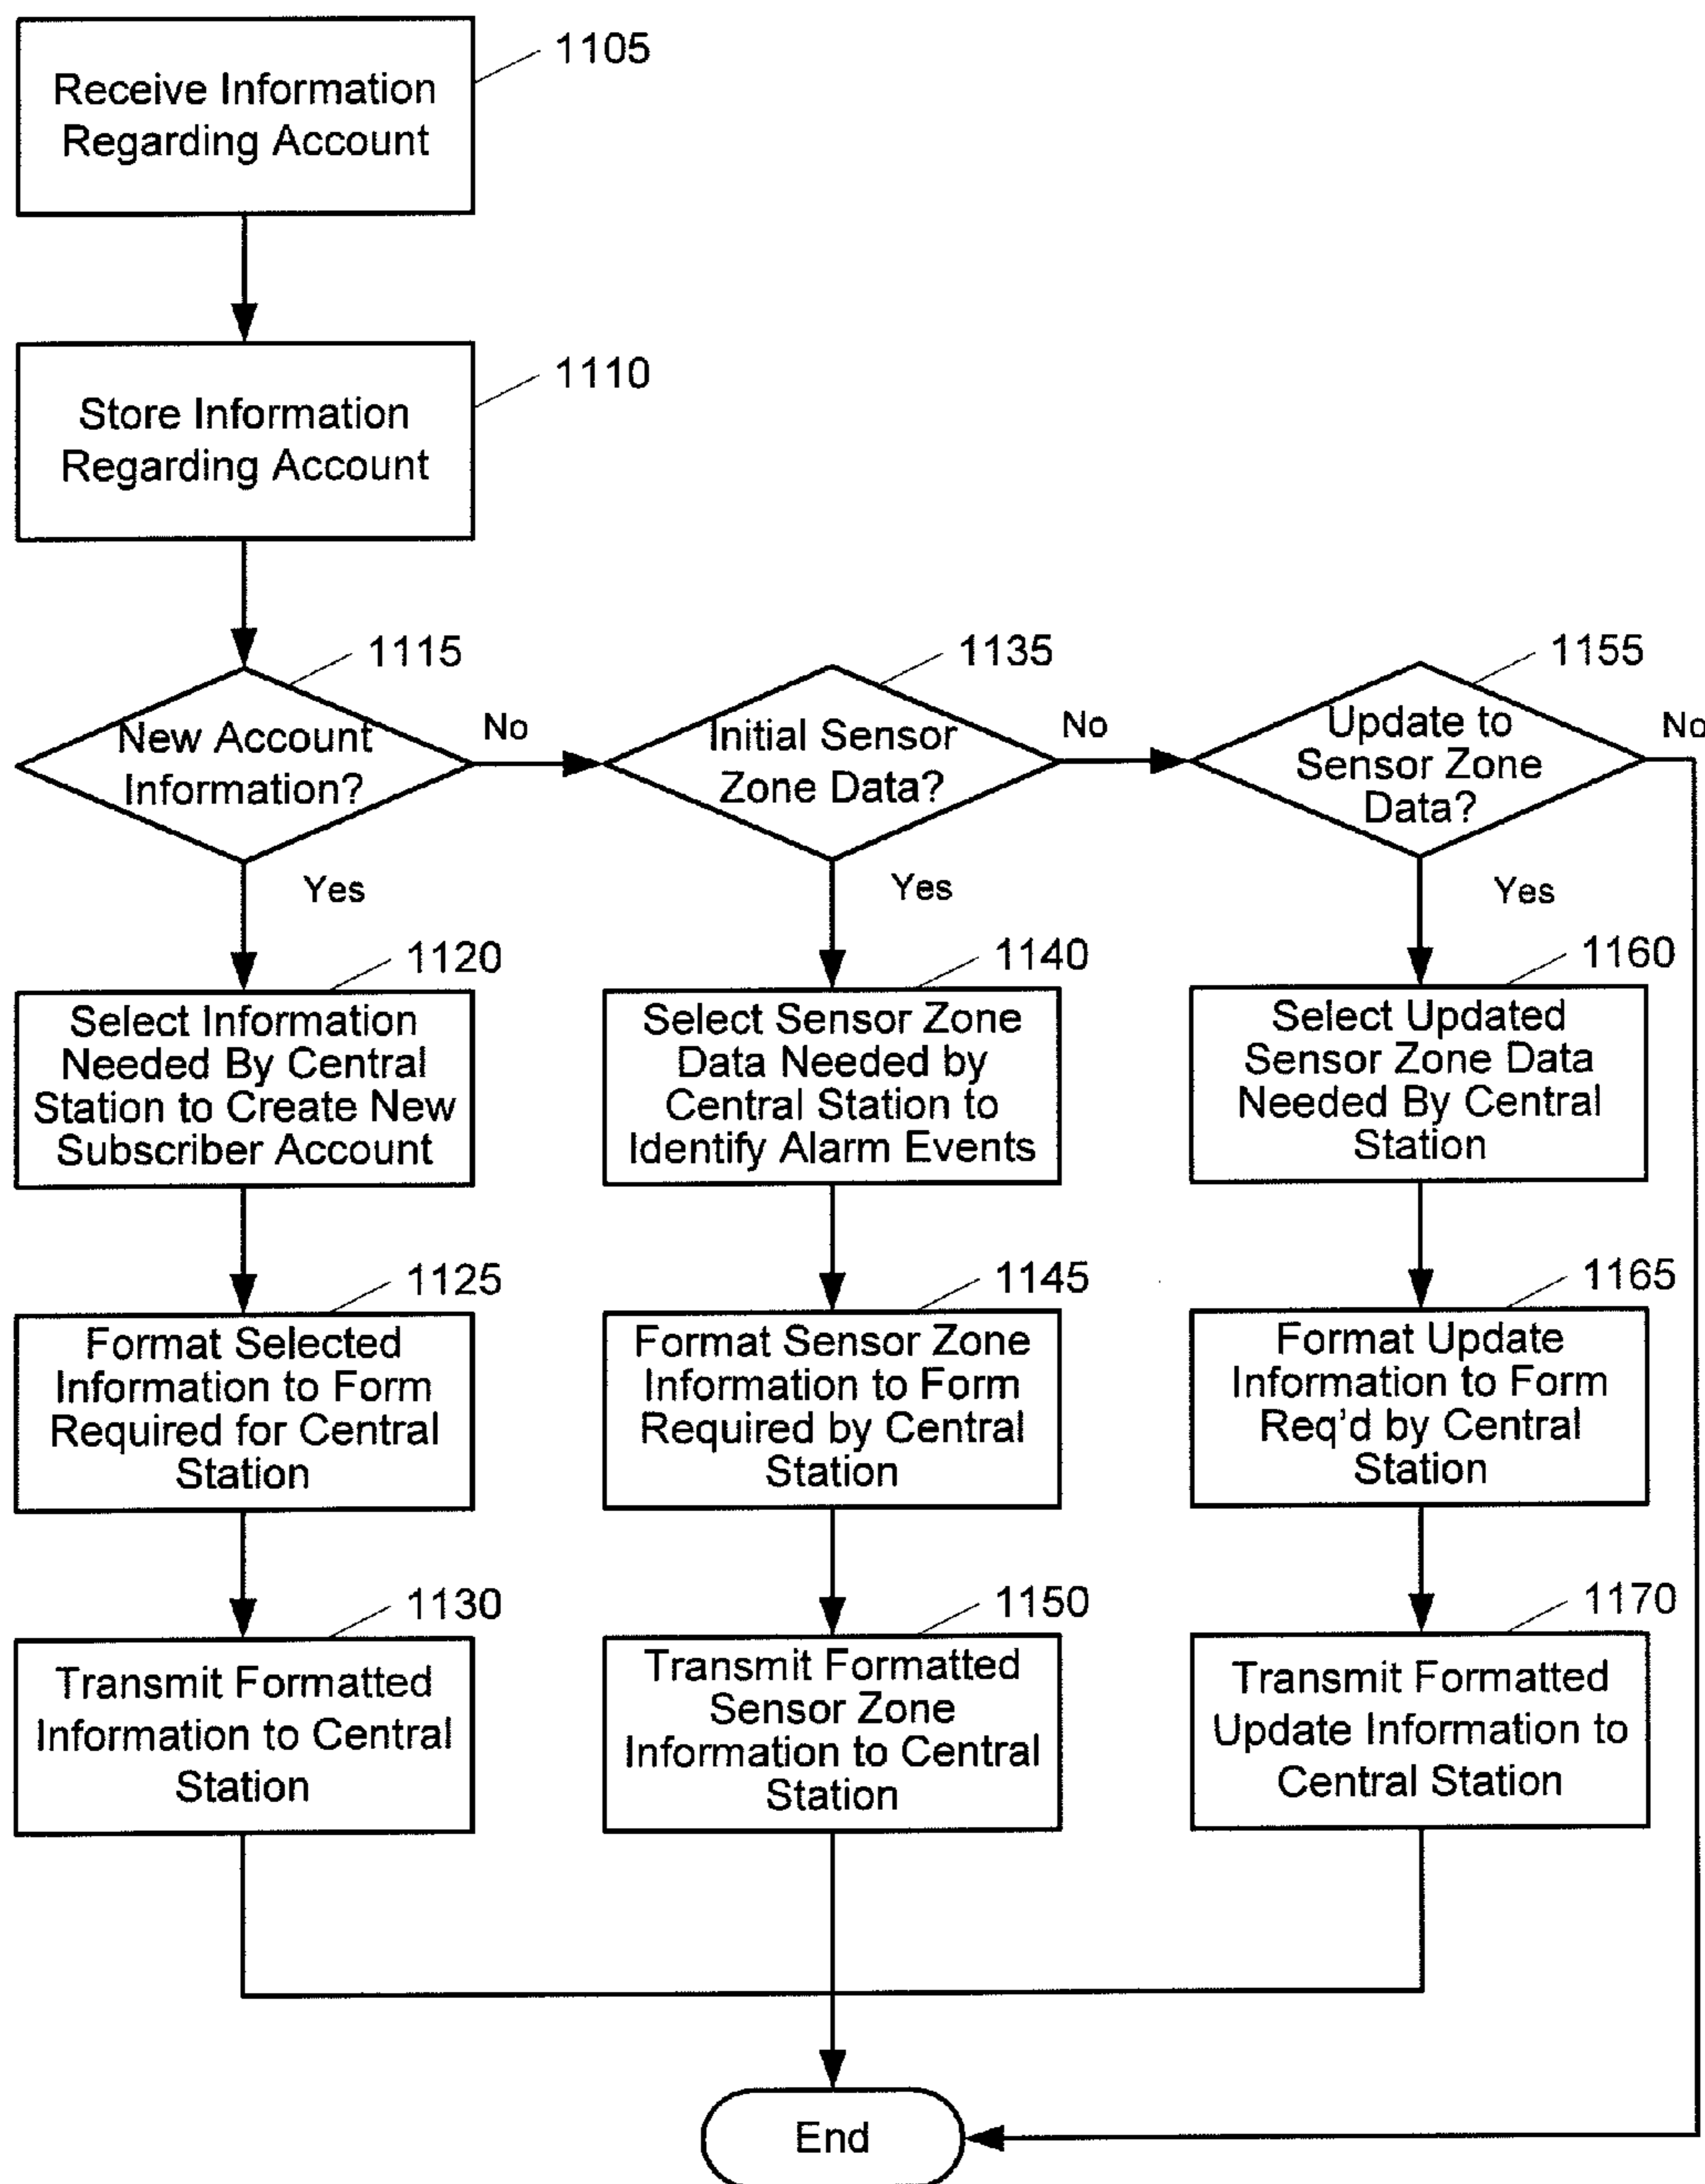 1105
Receive Information
Regarding Account
1110
Store Information
Regarding Account
1115
New Account
Information?
No
Yes
1135
Initial Sensor
Zone Data?
No
Yes
1155
Update to
Sensor Zone
Data?
No
Yes
1120
Select Information
Needed By Central
Station to Create New
Subscriber Account
1140
Select Sensor Zone
Data Needed by
Central Station to
Identify Alarm Events
1160
Select Updated
Sensor Zone Data
Needed By Central
Station
1125
Format Selected
Information to Form
Required for Central
Station
1145
Format Sensor Zone
Information to Form
Required by Central
Station
1165
Format Update
Information to Form
Req'd by Central
Station
1130
Transmit Formatted
Information to Central
Station
1150
Transmit Formatted
Sensor Zone
Information to Central
Station
1170
Transmit Formatted
Update Information to
Central Station
End